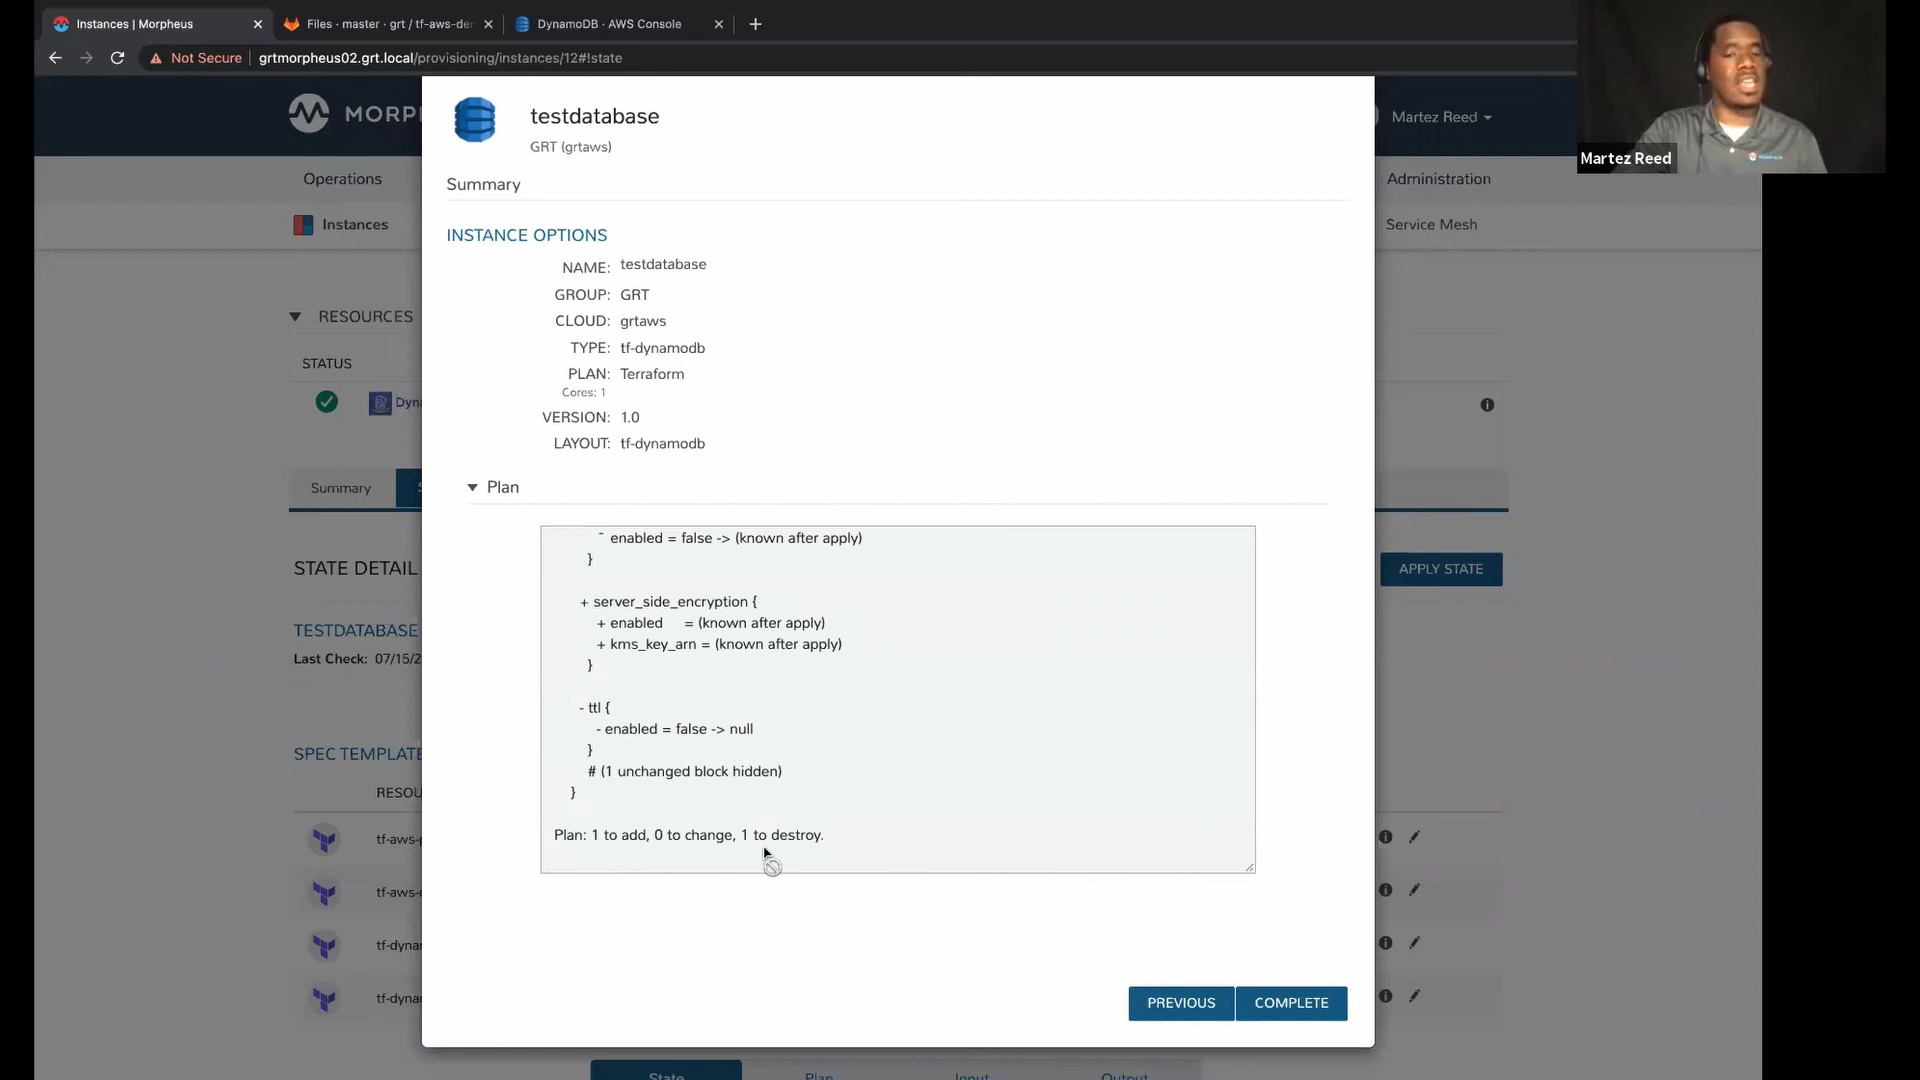 Instances | Morpheus
Files · master · grt / tf-aws-der
DynamoDB · AWS Console
Not Secure
grtmorpheus02.grt.local/provisioning/instances/12#!state
MORPH
testdatabase
GRT (grtaws)
Martez Reed
Martez Reed
Operations
Summary
Administration
Instances
Service Mesh
INSTANCE OPTIONS
NAME: testdatabase
GROUP: GRT
CLOUD: grtaws
TYPE: tf-dynamodb
PLAN: Terraform
Cores: 1
VERSION: 1.0
LAYOUT: tf-dynamodb
RESOURCES
STATUS
Dyn
Summary
Plan
~ enabled = false -> (known after apply)
}
+ server_side_encryption {
+ enabled = (known after apply)
+ kms_key_arn = (known after apply)
}
- ttl {
- enabled = false -> null
}
# (1 unchanged block hidden)
}
Plan: 1 to add, 0 to change, 1 to destroy.
STATE DETAIL
APPLY STATE
TESTDATABASE
Last Check: 07/15/2
SPEC TEMPLATE
RESOU
tf-aws-p
tf-aws-
tf-dyna
tf-dyna
PREVIOUS
COMPLETE
State
Plan
Input
Output